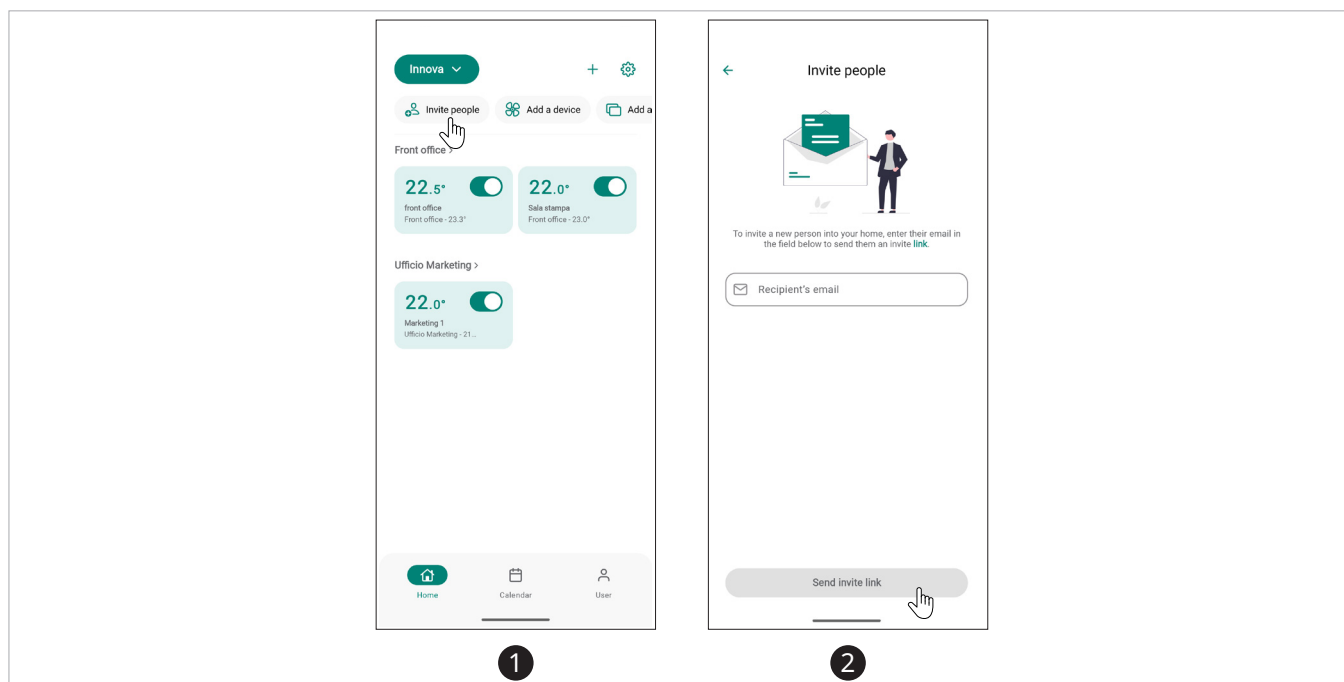 Innova
Invite people
Add a device
Add a
Front office >
22.5°
front office
Front office - 23.3°
22.0°
Sala stampa
Front office - 23.0°
Ufficio Marketing >
22.0°
Marketing 1
Ufficio Marketing - 21...
Home
Calendar
User
1
Invite people
To invite a new person into your home, enter their email in
the field below to send them an invite link.
Recipient's email
Send invite link
2